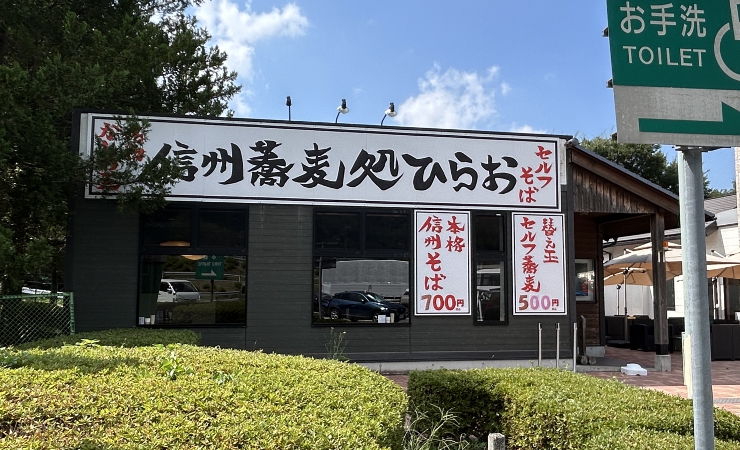 お手洗
TOILET
信州蕎麦処ひらお
セルフ
そば
本格
信州そば
700円
替え玉
セルフ蕎麦
500円